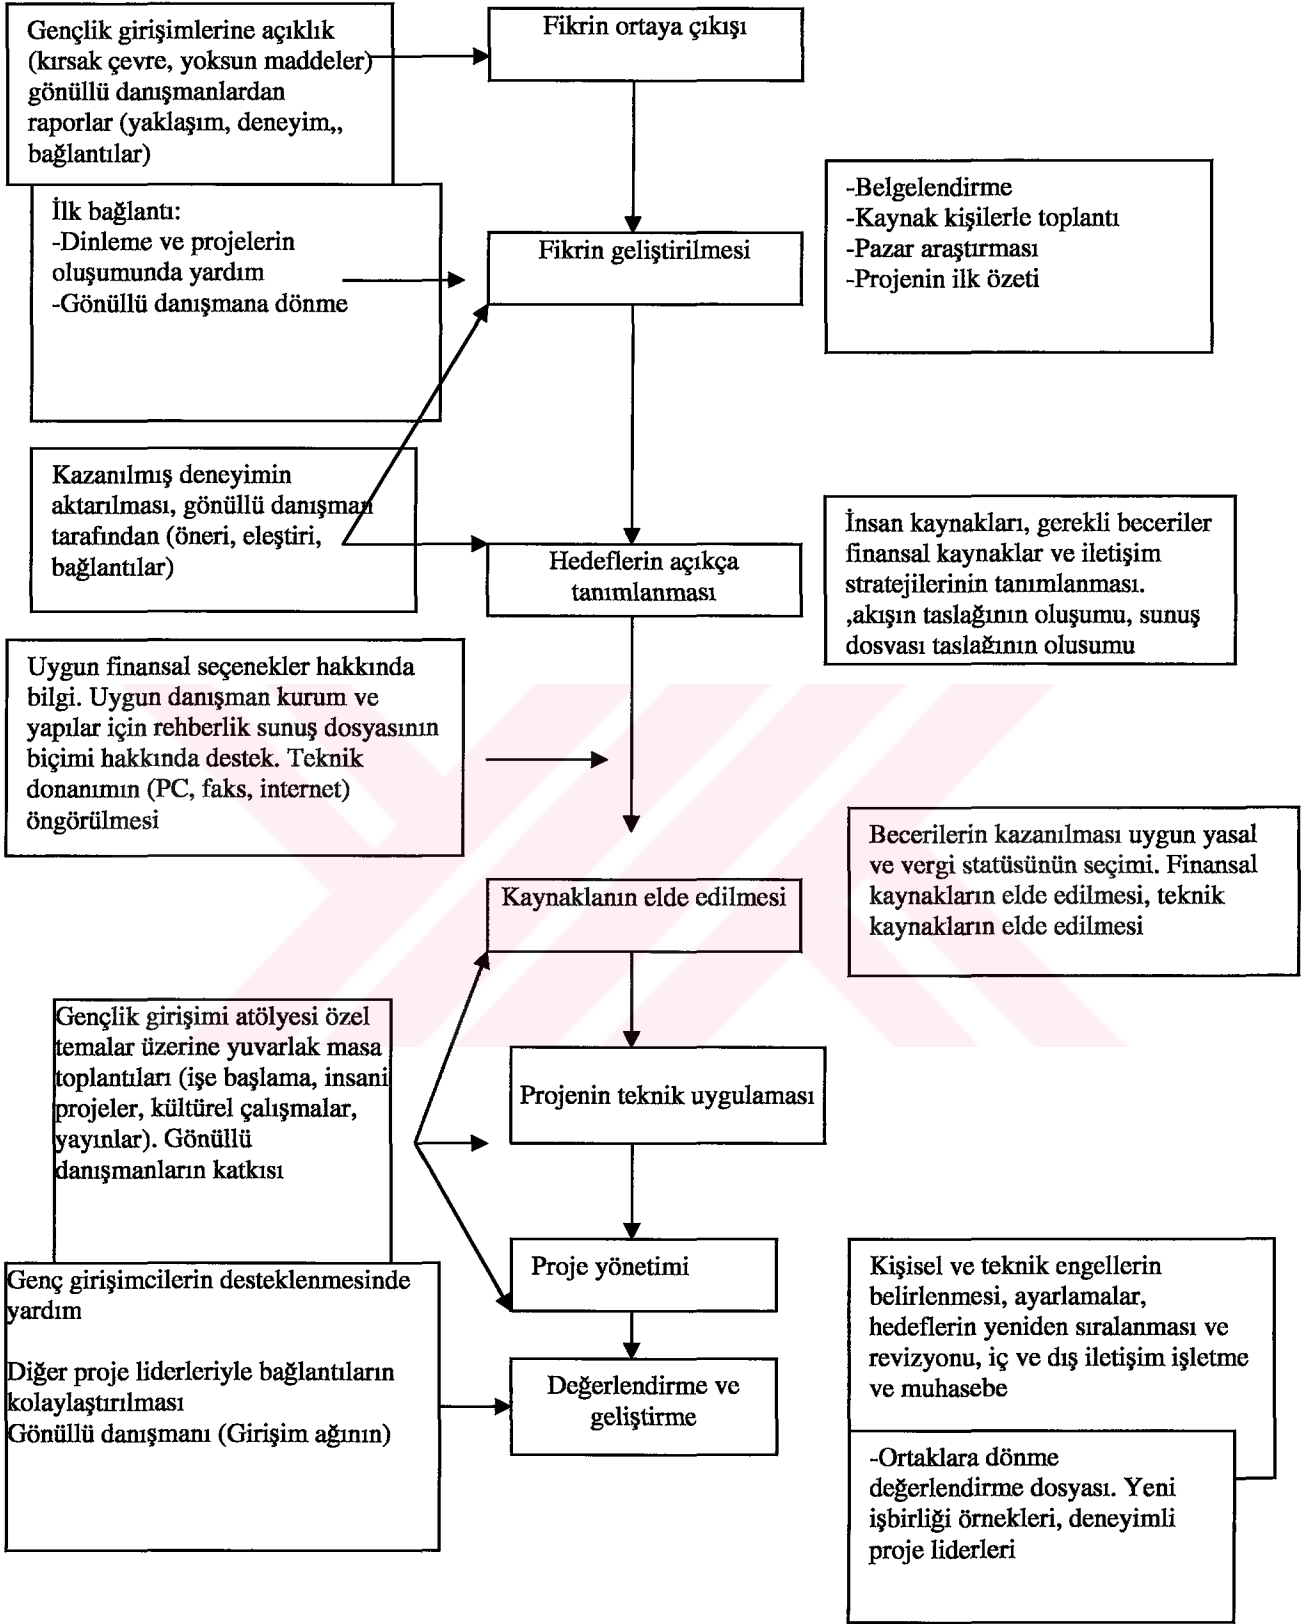 Gençlik girişimlerine açıklık
(kırsak çevre, yoksun maddeler)
gönüllü danışmanlardan
raporlar (yaklaşım, deneyim,,
bağlantılar)
Fikrin ortaya çıkışı
İlk bağlantı:
-Dinleme ve projelerin
oluşumunda yardım
-Gönüllü danışmana dönme
Fikrin geliştirilmesi
-Belgelendirme
-Kaynak kişilerle toplantı
-Pazar araştırması
-Projenin ilk özeti
Kazanılmış deneyimin
aktarılması, gönüllü danışman
tarafından (öneri, eleştiri,
bağlantılar)
Hedeflerin açıkça
tanımlanması
İnsan kaynakları, gerekli beceriler
finansal kaynaklar ve iletişim
stratejilerinin tanımlanması.
,akışın taslağının oluşumu, sunuş
dosvası taslağının olusumu
Uygun finansal seçenekler hakkında
bilgi. Uygun danışman kurum ve
yapılar için rehberlik sunuş dosyasının
biçimi hakkında destek. Teknik
donanımın (PC, faks, internet)
öngörülmesi
Kaynaklanın elde edilmesi
Becerilerin kazanılması uygun yasal
ve vergi statüsünün seçimi. Finansal
kaynakların elde edilmesi, teknik
kaynakların elde edilmesi
Gençlik girişimi atölyesi özel
temalar üzerine yuvarlak masa
toplantıları (işe başlama, insani
projeler, kültürel çalışmalar,
yayınlar). Gönüllü
danışmanların katkısı
Projenin teknik uygulaması
Proje yönetimi
Genç girişimcilerin desteklenmesinde
yardım
Diğer proje liderleriyle bağlantıların
kolaylaştırılması
Gönüllü danışmanı (Girişim ağının)
Değerlendirme ve
geliştirme
Kişisel ve teknik engellerin
belirlenmesi, ayarlamalar,
hedeflerin yeniden sıralanması ve
revizyonu, iç ve dış iletişim işletme
ve muhasebe
-Ortaklara dönme
değerlendirme dosyası. Yeni
işbirliği örnekleri, deneyimli
proje liderleri